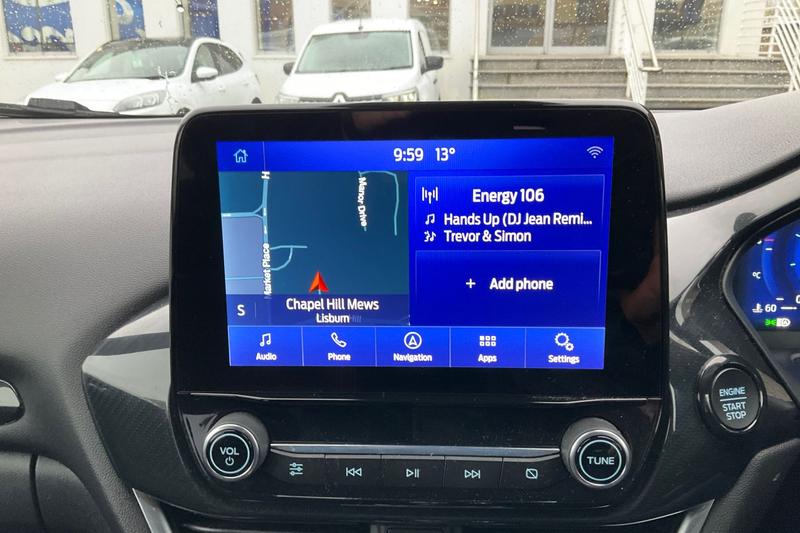 9:59 13°
H
Manor Drive
Market Place
Energy 106
Hands Up (DJ Jean Remi...
Trevor & Simon
+ Add phone
S
Chapel Hill Mews
Lisburn
Audio
Phone
Navigation
Apps
Settings
°C
60
ENGINE
START
STOP
VOL
TUNE